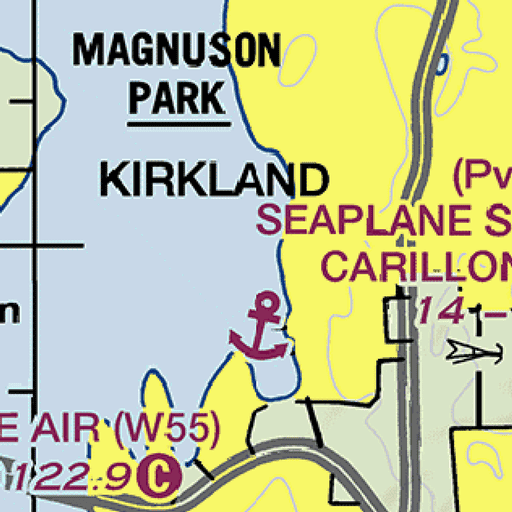 MAGNUSON
PARK
KIRKLAND
(Pv
SEAPLANE S
CARILLON
14 -
n
E AIR (W55)
122.9 C